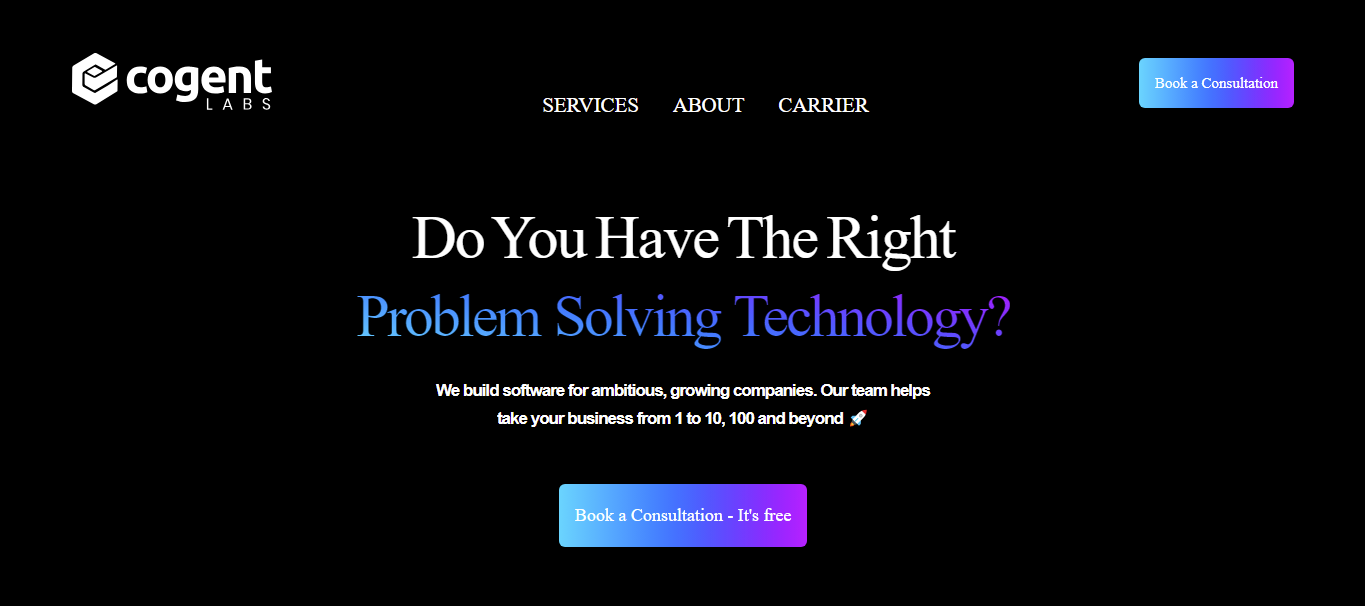 cogent
LABS
SERVICES ABOUT CARRIER
Book a Consultation
Do You Have The Right
Problem Solving Technology?
We build software for ambitious, growing companies. Our team helps
take your business from 1 to 10, 100 and beyond 🚀
Book a Consultation - It's free